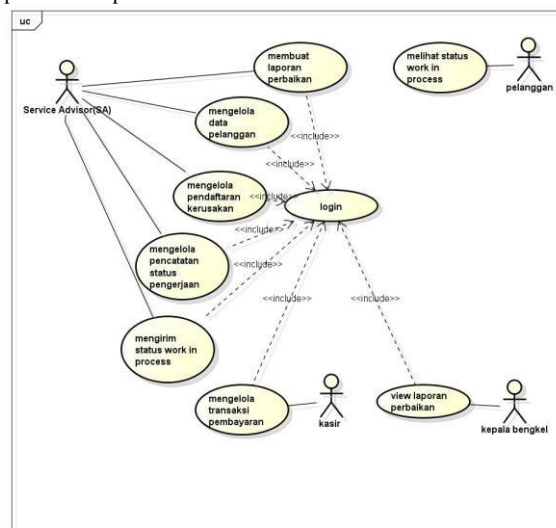 uc
membuat
laporan
perbaikan
melihat status
work in
process
pelanggan
Service Advisor(SA)
mengelola
data
pelanggan
<<include>>
<<include>>
mengelola
pendaftaran
kerusakan
<<include>>
login
<<include>>
mengelola
pencatatan
status
pengerjaan
<<include>>
<<include>>
<<include>>
mengirim
status work in
process
mengelola
transaksi
pembayaran
kasir
view laporan
perbaikan
kepala bengkel